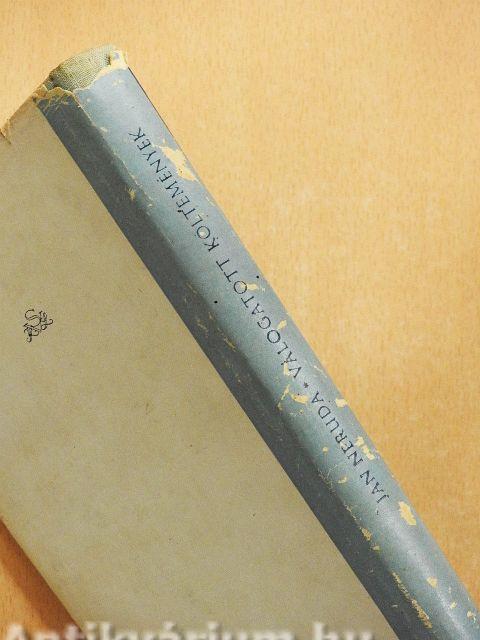 JAN NERUDA * VÁLOGATOTT KÖLTEMÉNYEK
Antikvárium.hu